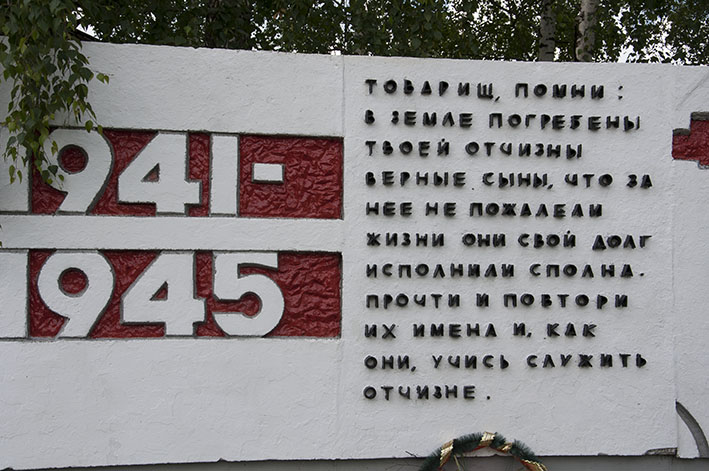 1941-
1945
ТОВАРИЩ, ПОМНИ :
В ЗЕМЛЕ ПОГРЕБЕНЫ
ТВОЕЙ ОТЧИЗНЫ
ВЕРНЫЕ СЫНЫ, ЧТО ЗА
НЕЕ НЕ ПОЖАЛЕЛИ
ЖИЗНИ ОНИ СВОЙ ДОЛГ
ИСПОЛНИЛИ СПОЛНА.
ПРОЧТИ И ПОВТОРИ
ИХ ИМЕНА И, КАК
ОНИ, УЧИСЬ СЛУЖИТЬ
ОТЧИЗНЕ.